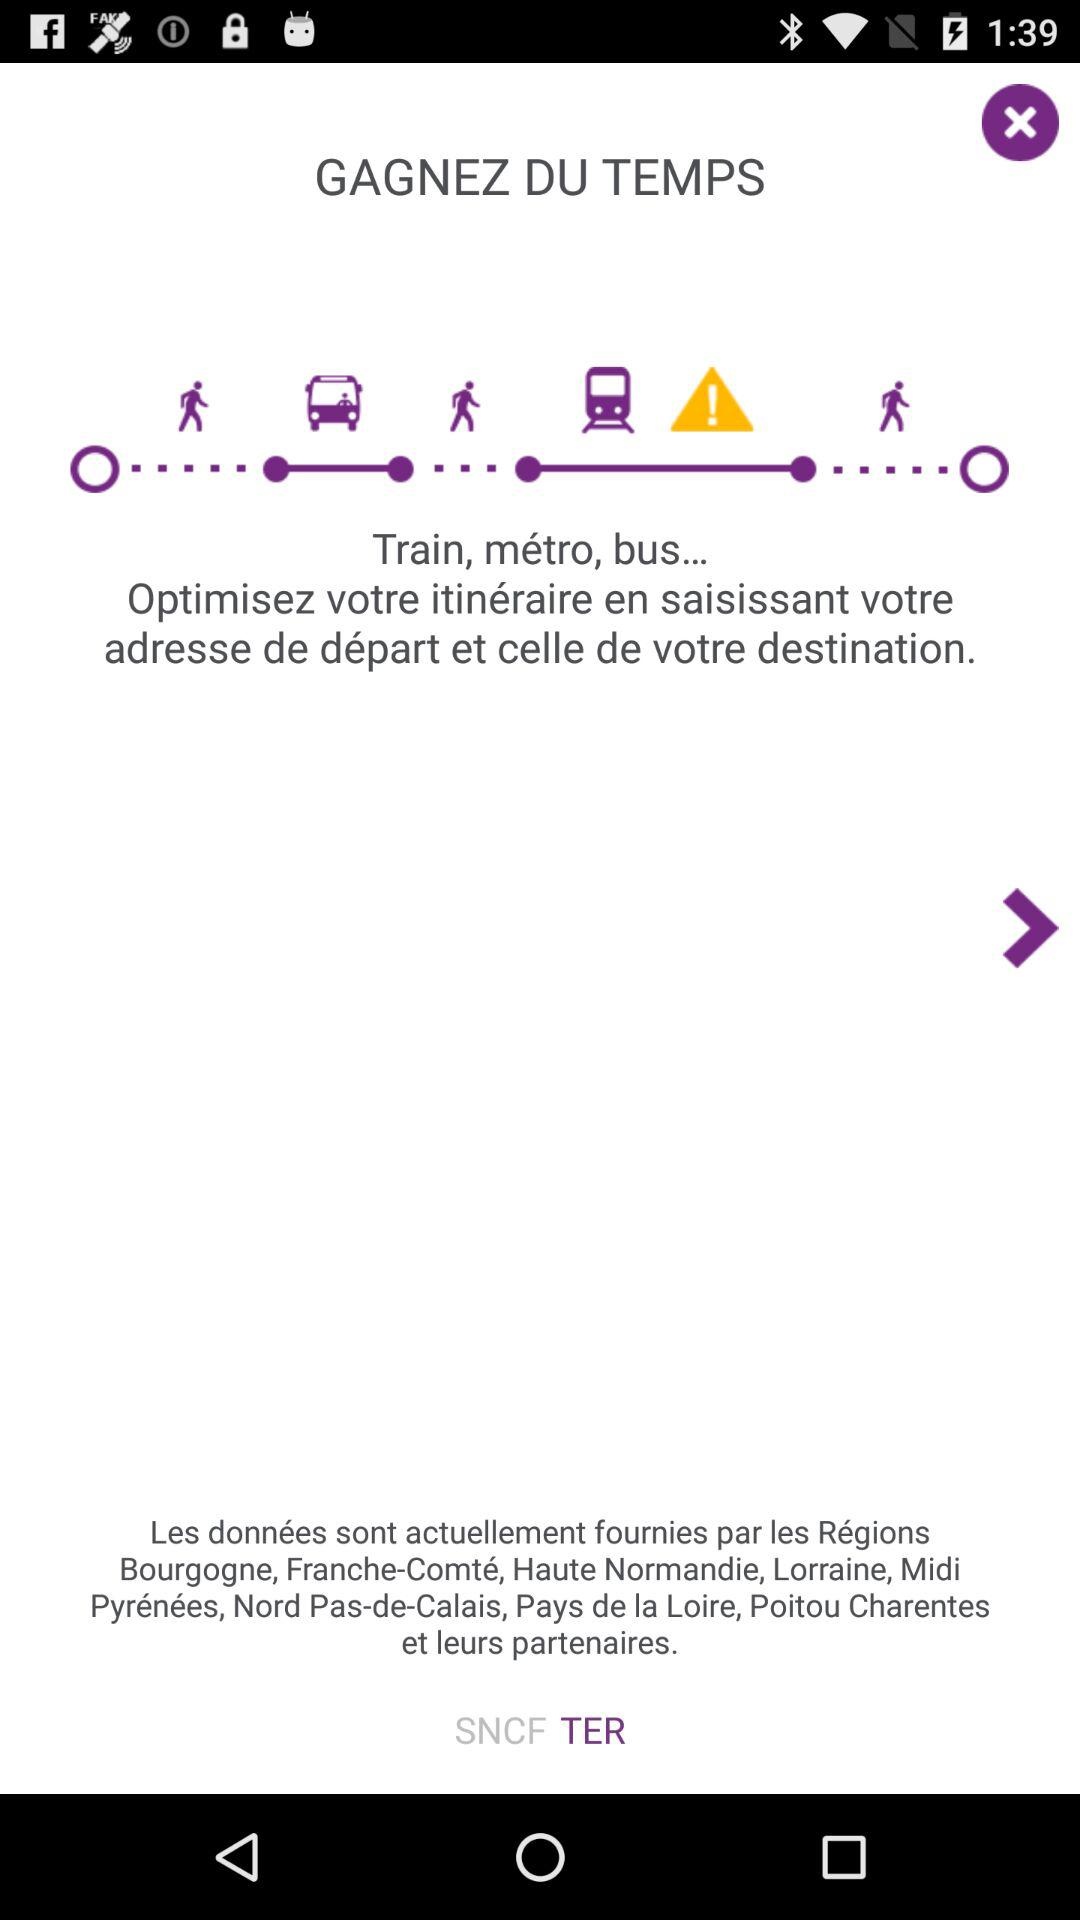 FAK
1:39
GAGNEZ DU TEMPS
Train, métro, bus…
Optimisez votre itinéraire en saisissant votre
adresse de départ et celle de votre destination.
Les données sont actuellement fournies par les Régions
Bourgogne, Franche-Comté, Haute Normandie, Lorraine, Midi
Pyrénées, Nord Pas-de-Calais, Pays de la Loire, Poitou Charentes
et leurs partenaires.
SNCF TER